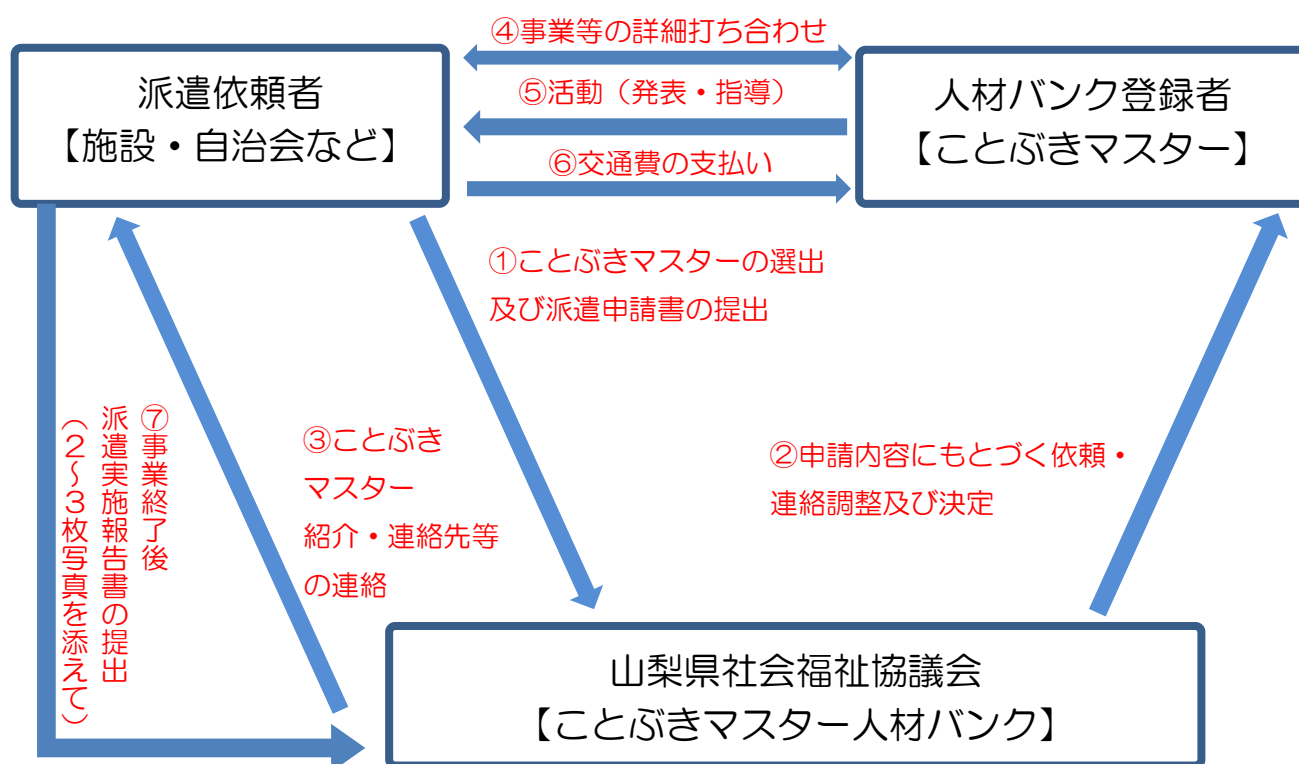 ④事業等の詳細打ち合わせ
派遣依頼者
【施設・自治会など】
⑤活動（発表・指導）
人材バンク登録者
【ことぶきマスター】
⑥交通費の支払い
①ことぶきマスターの選出
及び派遣申請書の提出
⑦事業終了後
派遣実施報告書の提出
（２～３枚写真を添えて）
③ことぶき
マスター
紹介・連絡先等
の連絡
②申請内容にもとづく依頼・
連絡調整及び決定
山梨県社会福祉協議会
【ことぶきマスター人材バンク】